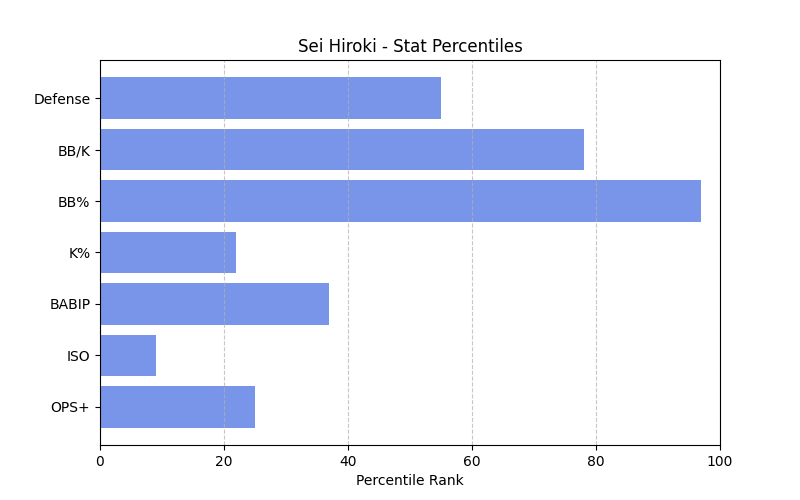 Sei Hiroki - Stat Percentiles
Defense
BB/K
BB%
K%
BABIP
ISO
OPS+
0 20 40 60 80 100
Percentile Rank